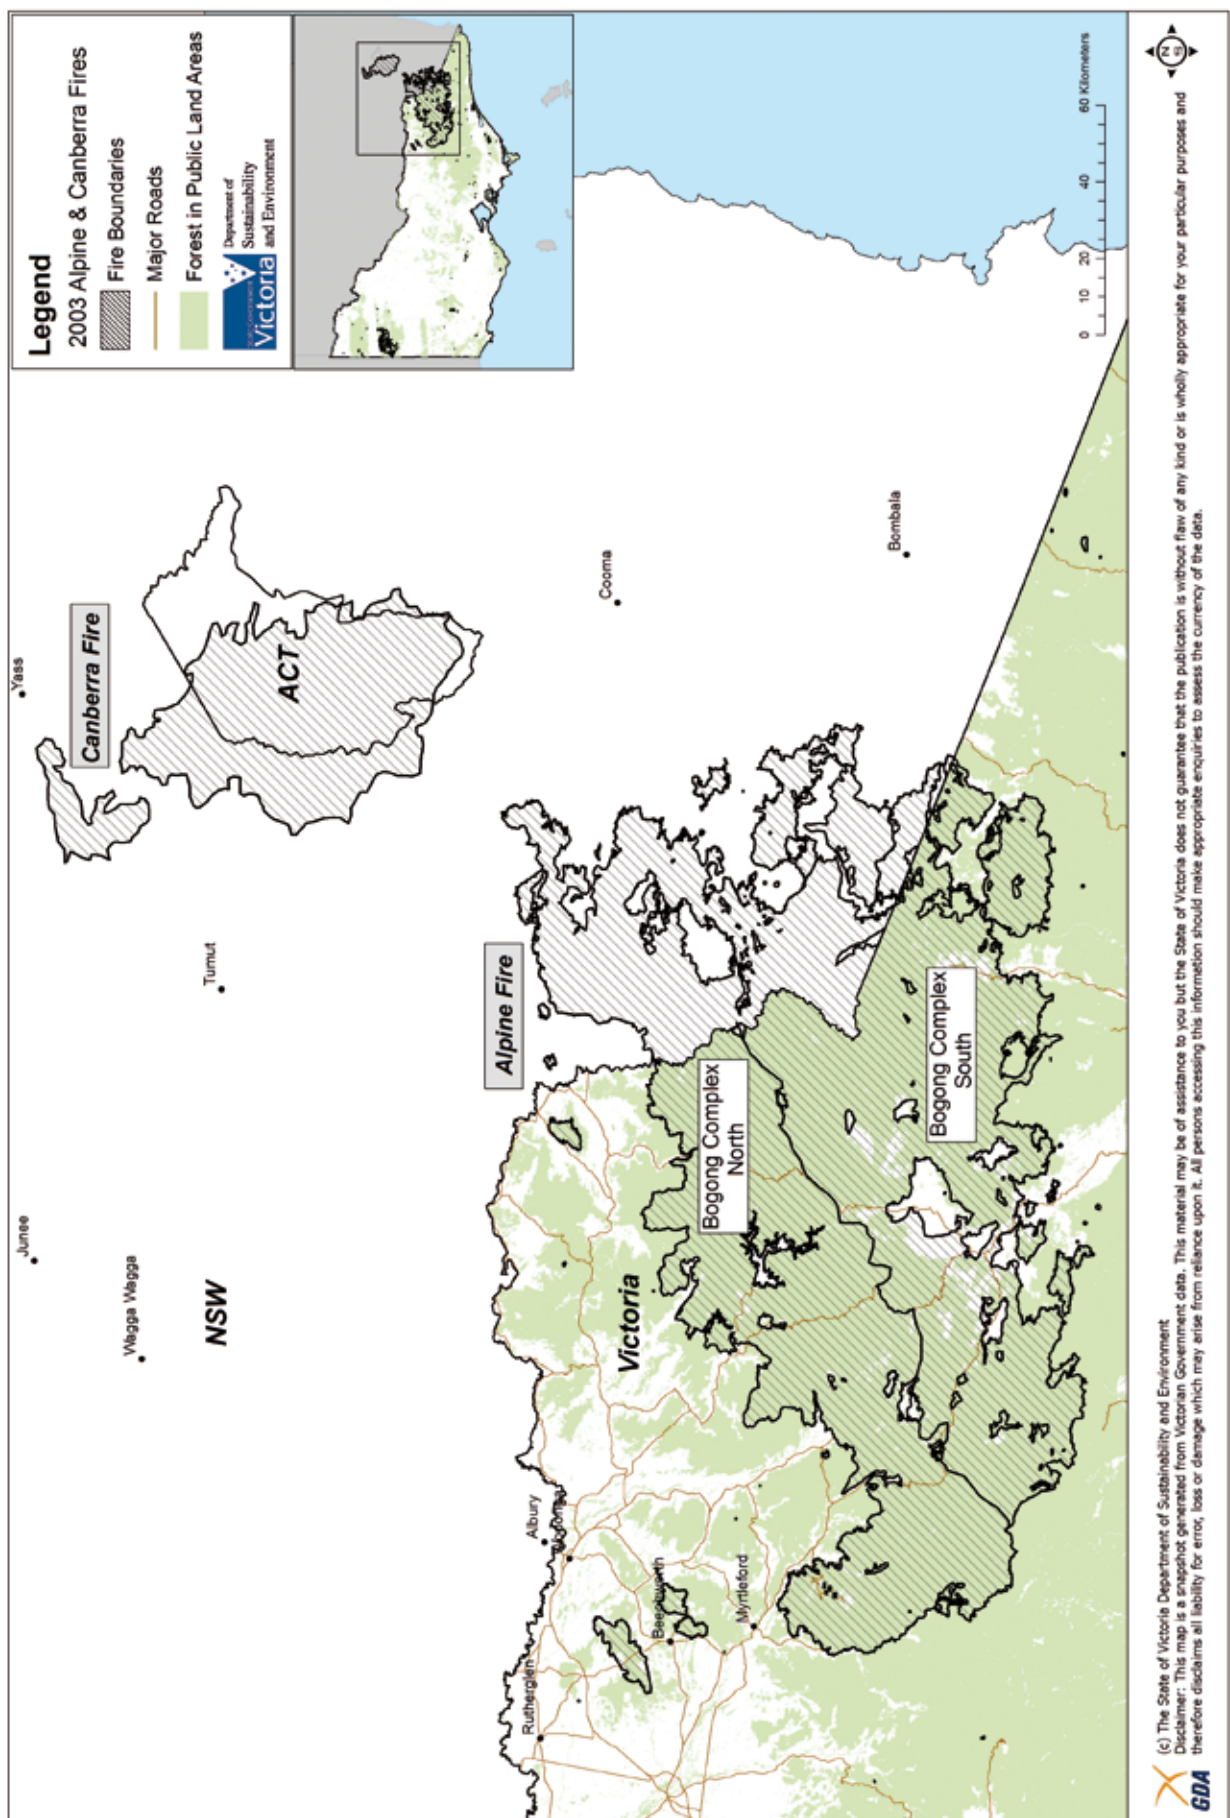 Legend
2003 Alpine & Canberra Fires
Fire Boundaries
Major Roads
Forest in Public Land Areas
Victoria
Department of
Sustainability
and Environment
Yass
Canberra Fire
ACT
Junee
Wagga Wagga
NSW
Tumut
Cooma
Bombala
Alpine Fire
Albury
Wodonga
Rutherglen
Beechworth
Myrtleford
Victoria
Bogong Complex
North
Bogong Complex
South
0 10 20 40 60 Kilometers
N
GDA
(c) The State of Victoria Department of Sustainability and Environment
Disclaimer: This map is a snapshot generated from Victorian Government data. This material may be of assistance to you but the State of Victoria does not guarantee that the publication is without flaw of any kind or is wholly appropriate for your particular purposes and
therefore disclaims all liability for error, loss or damage which may arise from reliance upon it. All persons accessing this information should make appropriate enquiries to assess the currency of the data.